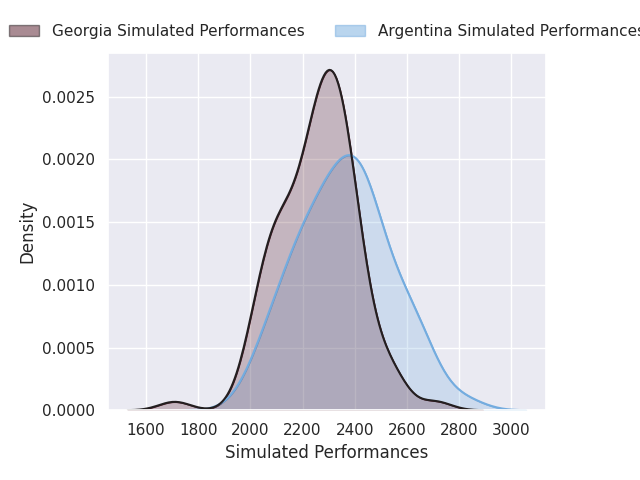 Georgia Simulated Performances Argentina Simulated Performances
0.0025
0.0020
0.0015
0.0010
0.0005
0.0000
Density
1600 1800 2000 2200 2400 2600 2800 3000
Simulated Performances